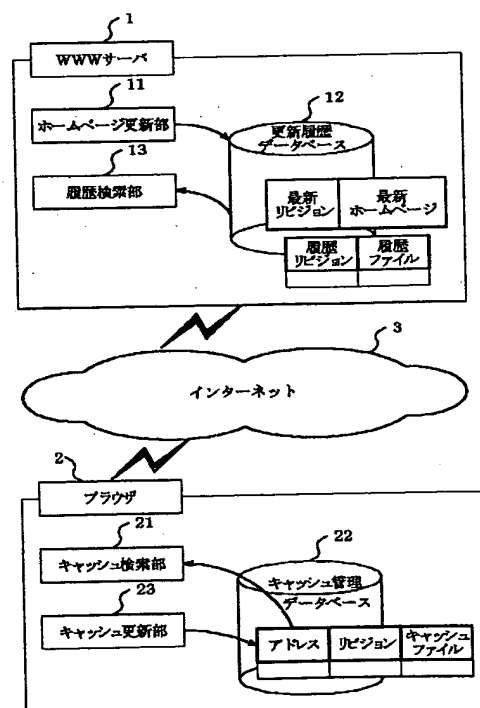 1
WWWサーバ
11
ホームページ更新部
12
更新履歴
データベース
13
履歴検索部
最新
リビジョン
最新
ホームページ
履歴
リビジョン
履歴
ファイル
3
インターネット
2
ブラウザ
21
キャッシュ検索部
22
キャッシュ管理
データベース
23
キャッシュ更新部
アドレス
リビジョン
キャッシュ
ファイル